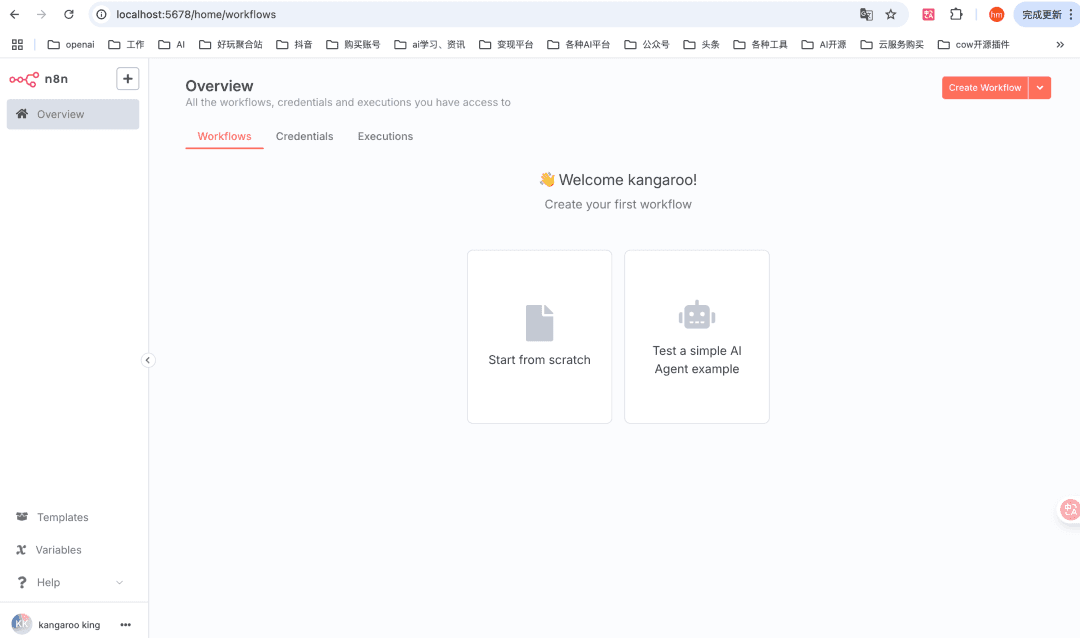 localhost:5678/home/workflows
hm
完成更新
openai 工作 AI 好玩聚合站 抖音 购买账号 ai学习、资讯 变现平台 各种AI平台 公众号 头条 各种工具 AI开源 云服务购买 cow开源插件 »
n8n
Overview
Overview
All the workflows, credentials and executions you have access to
Create Workflow
Workflows Credentials Executions
👋 Welcome kangaroo!
Create your first workflow
Start from scratch
Test a simple AI
Agent example
Templates
Variables
Help
KK kangaroo king